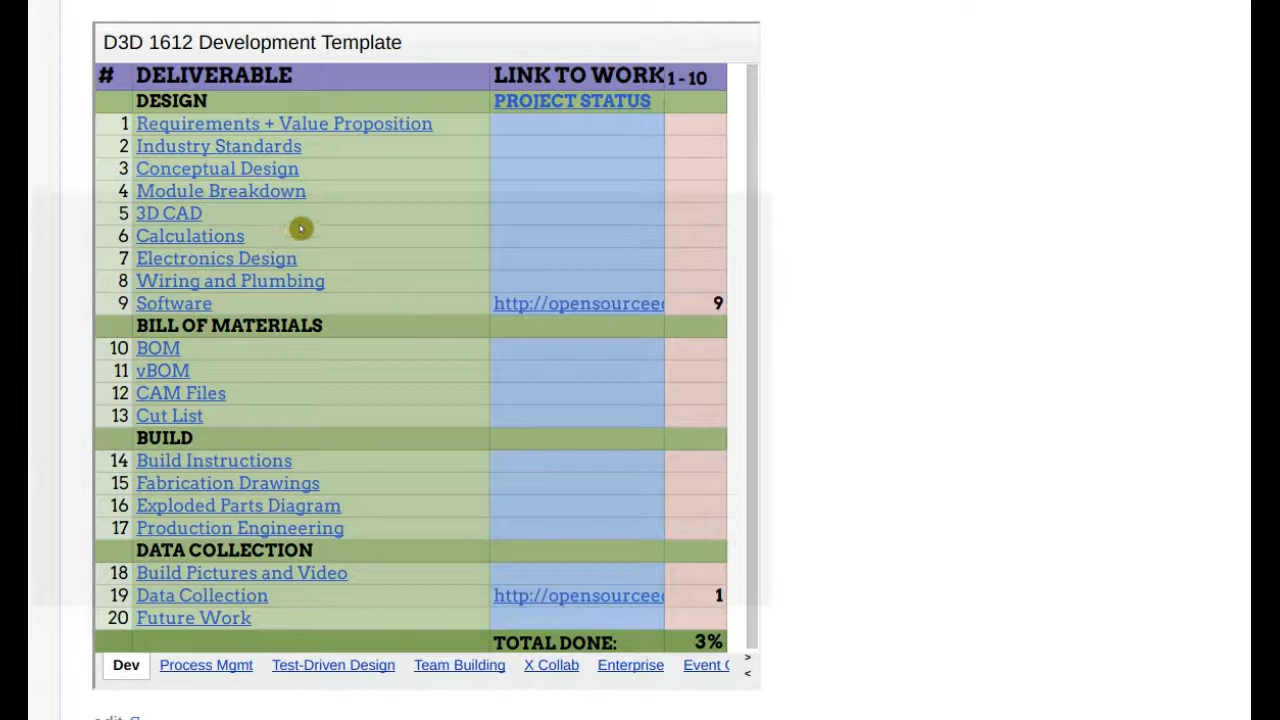 D3D 1612 Development Template
# DELIVERABLE LINK TO WORK 1 - 10
DESIGN PROJECT STATUS
1 Requirements + Value Proposition
2 Industry Standards
3 Conceptual Design
4 Module Breakdown
5 3D CAD
6 Calculations
7 Electronics Design
8 Wiring and Plumbing
9 Software http://opensourceec 9
BILL OF MATERIALS
10 BOM
11 vBOM
12 CAM Files
13 Cut List
BUILD
14 Build Instructions
15 Fabrication Drawings
16 Exploded Parts Diagram
17 Production Engineering
DATA COLLECTION
18 Build Pictures and Video
19 Data Collection http://opensourceec 1
20 Future Work
TOTAL DONE: 3%
Dev Process Mgmt Test-Driven Design Team Building X Collab Enterprise Event